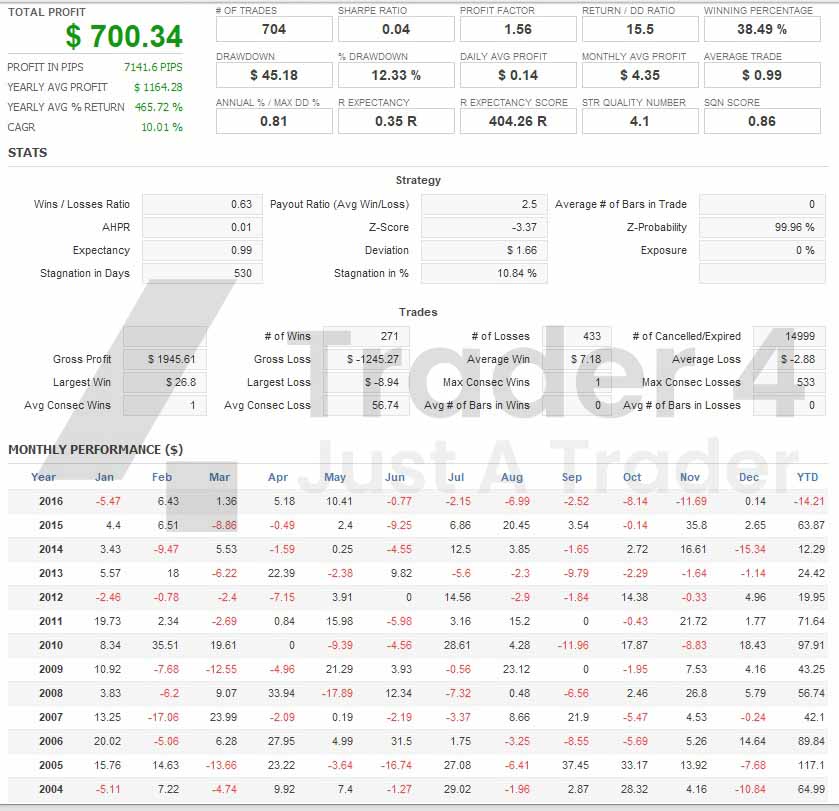 TOTAL PROFIT
$ 700.34
PROFIT IN PIPS 7141.6 PIPS
YEARLY AVG PROFIT $ 1164.28
YEARLY AVG % RETURN 465.72 %
CAGR 10.01 %
# OF TRADES SHARPE RATIO PROFIT FACTOR RETURN / DD RATIO WINNING PERCENTAGE
704 0.04 1.56 15.5 38.49 %
DRAWDOWN % DRAWDOWN DAILY AVG PROFIT MONTHLY AVG PROFIT AVERAGE TRADE
$ 45.18 12.33 % $ 0.14 $ 4.35 $ 0.99
ANNUAL % / MAX DD % R EXPECTANCY R EXPECTANCY SCORE STR QUALITY NUMBER SQN SCORE
0.81 0.35 R 404.26 R 4.1 0.86
STATS
Strategy
Wins / Losses Ratio 0.63 Payout Ratio (Avg Win/Loss) 2.5 Average # of Bars in Trade 0
AHPR 0.01 Z-Score -3.37 Z-Probability 99.96 %
Expectancy 0.99 Deviation $ 1.66 Exposure 0 %
Stagnation in Days 530 Stagnation in % 10.84 %
Trades
# of Wins 271 # of Losses 433 # of Cancelled/Expired 14999
Gross Profit $ 1945.61 Gross Loss $ -1245.27 Average Win $ 7.18 Average Loss $ -2.88
Largest Win $ 26.8 Largest Loss $ -8.94 Max Consec Wins 1 Max Consec Losses 533
Avg Consec Wins 1 Avg Consec Loss 56.74 Avg # of Bars in Wins 0 Avg # of Bars in Losses 0
Trader 4
Just A Trader
MONTHLY PERFORMANCE ($)
Year Jan Feb Mar Apr May Jun Jul Aug Sep Oct Nov Dec YTD
2016 -5.47 6.43 1.36 5.18 10.41 -0.77 -2.15 -6.99 -2.52 -8.14 -11.69 0.14 -14.21
2015 4.4 6.51 -8.86 -0.49 2.4 -9.25 6.86 20.45 3.54 -0.14 35.8 2.65 63.87
2014 3.43 -9.47 5.53 -1.59 0.25 -4.55 12.5 3.85 -1.65 2.72 16.61 -15.34 12.29
2013 5.57 18 -6.22 22.39 -2.38 9.82 -5.6 -2.3 -9.79 -2.29 -1.64 -1.14 24.42
2012 -2.46 -0.78 -2.4 -7.15 3.91 0 14.56 -2.9 -1.84 14.38 -0.33 4.96 19.95
2011 19.73 2.34 -2.69 0.84 15.98 -5.98 3.16 15.2 0 -0.43 21.72 1.77 71.64
2010 8.34 35.51 19.61 0 -9.39 -4.56 28.61 4.28 -11.96 17.87 -8.83 18.43 97.91
2009 10.92 -7.68 -12.55 -4.96 21.29 3.93 -0.56 23.12 0 -1.95 7.53 4.16 43.25
2008 3.83 -6.2 9.07 33.94 -17.89 12.34 -7.32 0.48 -6.56 2.46 26.8 5.79 56.74
2007 13.25 -17.06 23.99 -2.09 0.19 -2.19 -3.37 8.66 21.9 -5.47 4.53 -0.24 42.1
2006 20.02 -5.06 6.28 27.95 4.99 31.5 1.75 -3.25 -8.55 -5.69 5.26 14.64 89.84
2005 15.76 14.63 -13.66 23.22 -3.64 -16.74 27.08 -6.41 37.45 33.17 13.92 -7.68 117.1
2004 -5.11 7.22 -4.74 9.92 7.4 -1.27 29.02 -1.96 2.87 28.32 4.16 -10.84 64.99